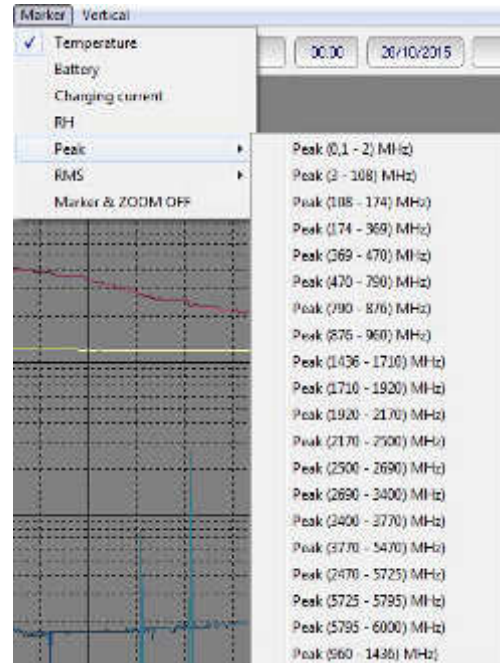 Marker Vertical
✓ Temperature
00:00 28/10/2015
Battery
Charging current
RH
Peak
RMS
Marker & ZOOM OFF
Peak (0,1 - 2) MHz)
Peak (3 - 108) MHz)
Peak (108 - 174) MHz)
Peak (174 - 369) MHz)
Peak (369 - 470) MHz)
Peak (470 - 790) MHz)
Peak (790 - 876) MHz)
Peak (876 - 960) MHz)
Peak (1436 - 1710) MHz)
Peak (1710 - 1920) MHz)
Peak (1920 - 2170) MHz)
Peak (2170 - 2500) MHz)
Peak (2500 - 2690) MHz)
Peak (2690 - 3400) MHz)
Peak (3400 - 3770) MHz)
Peak (3770 - 5470) MHz)
Peak (2470 - 5725) MHz)
Peak (5725 - 5795) MHz)
Peak (5795 - 6000) MHz)
Peak (960 - 1436) MHz)